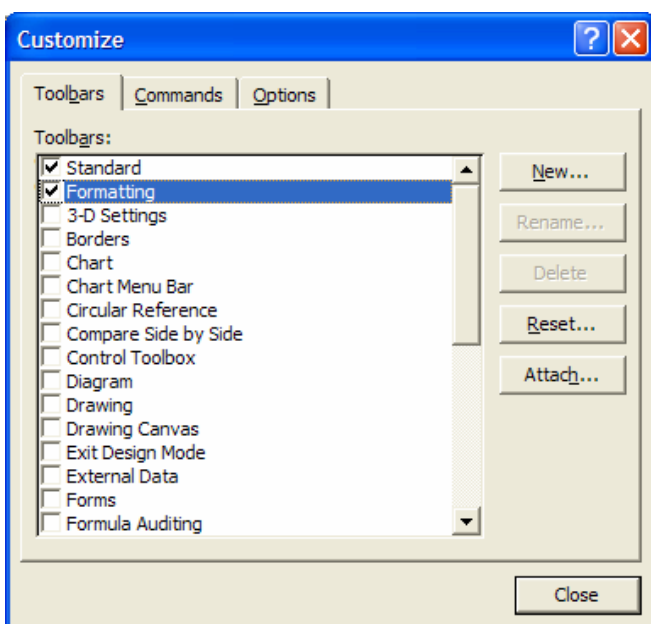 Customize
Toolbars Commands Options
Toolbars:
Standard
Formatting
3-D Settings
Borders
Chart
Chart Menu Bar
Circular Reference
Compare Side by Side
Control Toolbox
Diagram
Drawing
Drawing Canvas
Exit Design Mode
External Data
Forms
Formula Auditing
New...
Rename...
Delete
Reset...
Attach...
Close